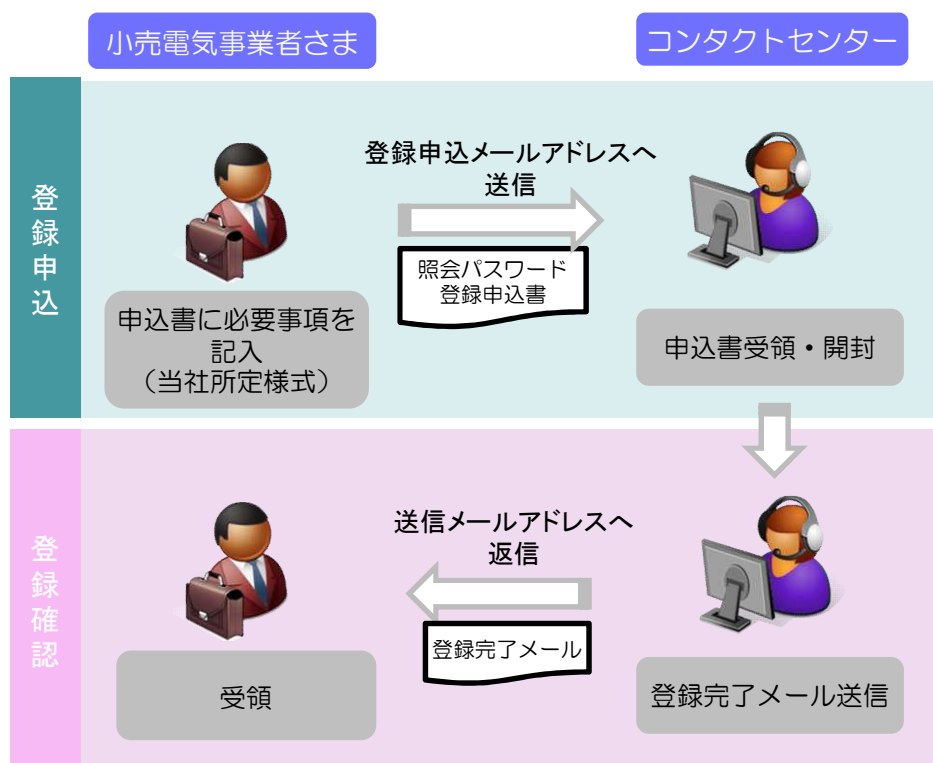 小売電気事業者さま
コンタクトセンター
登録申込
登録申込メールアドレスへ
送信
照会パスワード
登録申込書
申込書に必要事項を
記入
（当社所定様式）
申込書受領・開封
登録確認
送信メールアドレスへ
返信
登録完了メール
受領
登録完了メール送信